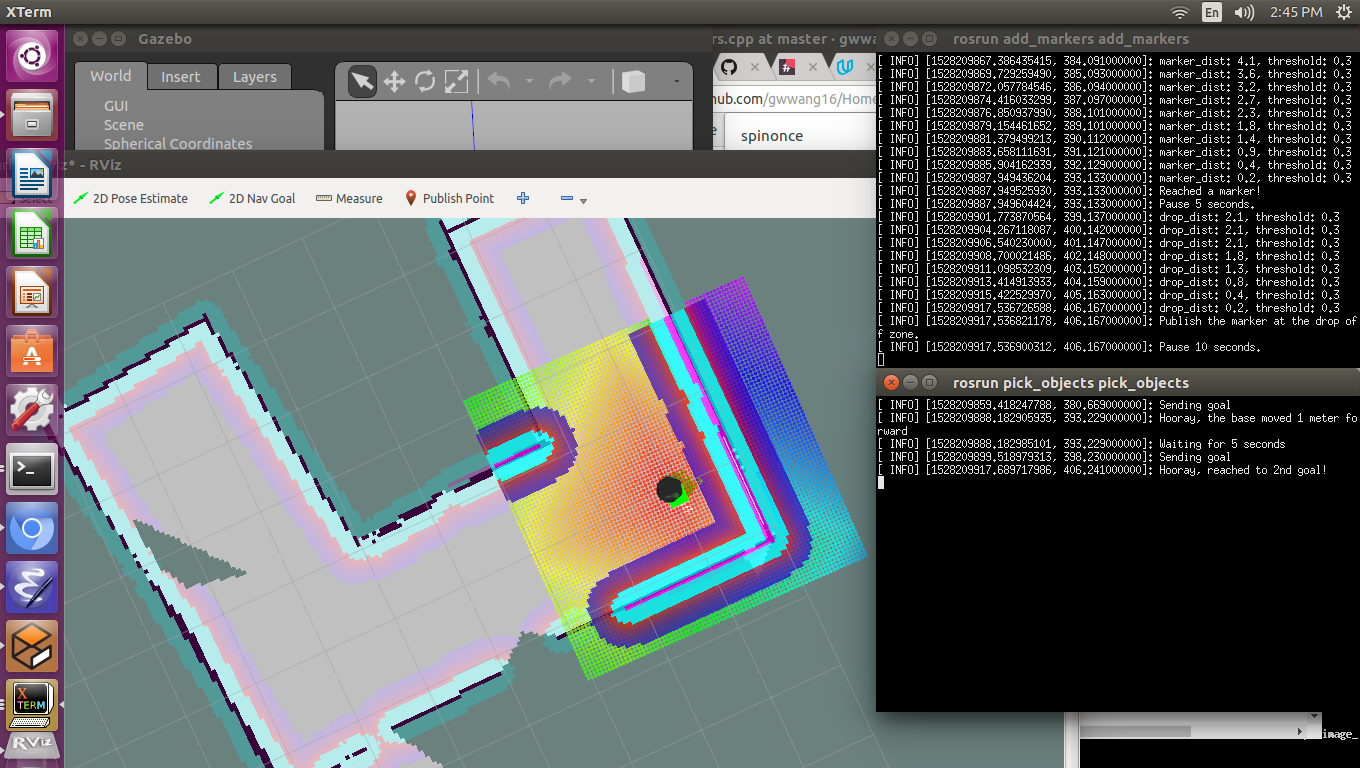 XTerm
En
2:45 PM
Gazebo
World
Insert
Layers
GUI
Scene
Spherical Coordinates
rs.cpp at master · gwwa
hub.com/gwwang16/Home
spinonce
z* - RViz
Select
2D Pose Estimate
2D Nav Goal
Measure
Publish Point
rosrun add_markers add_markers
[ INFO] [1528209867.386435415, 384.091000000]: marker_dist: 4.1, threshold: 0.3
[ INFO] [1528209869.729259490, 385.093000000]: marker_dist: 3.6, threshold: 0.3
[ INFO] [1528209872.057784546, 386.094000000]: marker_dist: 3.2, threshold: 0.3
[ INFO] [1528209874.416033299, 387.097000000]: marker_dist: 2.7, threshold: 0.3
[ INFO] [1528209876.850937990, 388.101000000]: marker_dist: 2.3, threshold: 0.3
[ INFO] [1528209879.154461652, 389.101000000]: marker_dist: 1.8, threshold: 0.3
[ INFO] [1528209881.379499213, 390.112000000]: marker_dist: 1.4, threshold: 0.3
[ INFO] [1528209883.658111691, 391.121000000]: marker_dist: 0.9, threshold: 0.3
[ INFO] [1528209885.904162939, 392.129000000]: marker_dist: 0.4, threshold: 0.3
[ INFO] [1528209887.949436204, 393.133000000]: marker_dist: 0.2, threshold: 0.3
[ INFO] [1528209887.949525930, 393.133000000]: Reached a marker!
[ INFO] [1528209887.949604424, 393.133000000]: Pause 5 seconds.
[ INFO] [1528209901.773870564, 399.137000000]: drop_dist: 2.1, threshold: 0.3
[ INFO] [1528209904.267118087, 400.142000000]: drop_dist: 2.1, threshold: 0.3
[ INFO] [1528209906.540230000, 401.147000000]: drop_dist: 2.1, threshold: 0.3
[ INFO] [1528209908.700021486, 402.148000000]: drop_dist: 1.8, threshold: 0.3
[ INFO] [1528209911.098532309, 403.152000000]: drop_dist: 1.3, threshold: 0.3
[ INFO] [1528209913.414913933, 404.159000000]: drop_dist: 0.8, threshold: 0.3
[ INFO] [1528209915.422529970, 405.163000000]: drop_dist: 0.4, threshold: 0.3
[ INFO] [1528209917.536726588, 406.167000000]: drop_dist: 0.2, threshold: 0.3
[ INFO] [1528209917.536821178, 406.167000000]: Publish the marker at the drop of
f zone.
[ INFO] [1528209917.536900312, 406.167000000]: Pause 10 seconds.
rosrun pick_objects pick_objects
[ INFO] [1528209859.418247788, 380.669000000]: Sending goal
[ INFO] [1528209888.182905935, 393.229000000]: Hooray, the base moved 1 meter fo
rward
[ INFO] [1528209888.182985101, 393.229000000]: Waiting for 5 seconds
[ INFO] [1528209899.518979313, 398.230000000]: Sending goal
[ INFO] [1528209917.689717986, 406.241000000]: Hooray, reached to 2nd goal!
X
TERM
RViz
image_